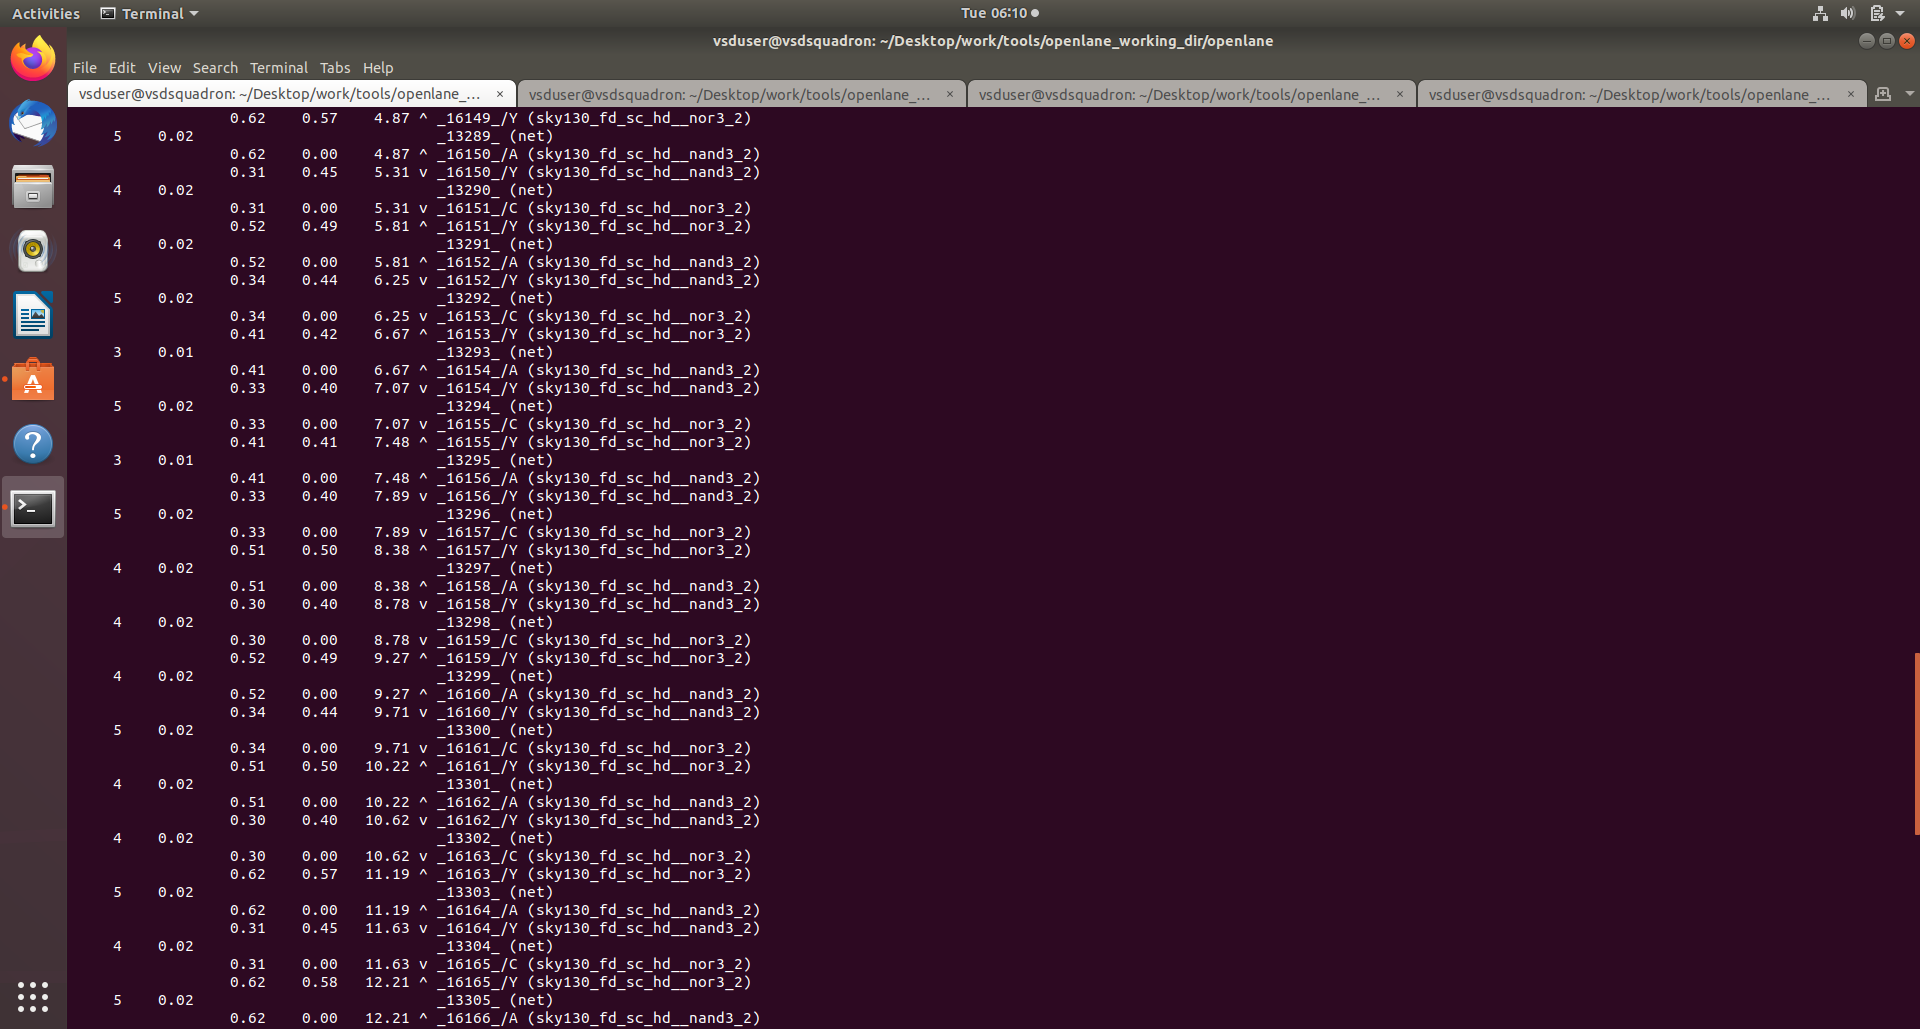 Activities Terminal Tue 06:10
vsduser@vsdsquadron: ~/Desktop/work/tools/openlane_working_dir/openlane
File Edit View Search Terminal Tabs Help
vsduser@vsdsquadron: ~/Desktop/work/tools/openlane_... × vsduser@vsdsquadron: ~/Desktop/work/tools/openlane_... × vsduser@vsdsquadron: ~/Desktop/work/tools/openlane_... × vsduser@vsdsquadron: ~/Desktop/work/tools/openlane_... ×
0.62 0.57 4.87 ^ _16149_/Y (sky130_fd_sc_hd__nor3_2)
5 0.02 _13289_ (net)
0.62 0.00 4.87 ^ _16150_/A (sky130_fd_sc_hd__nand3_2)
0.31 0.45 5.31 v _16150_/Y (sky130_fd_sc_hd__nand3_2)
4 0.02 _13290_ (net)
0.31 0.00 5.31 v _16151_/C (sky130_fd_sc_hd__nor3_2)
0.52 0.49 5.81 ^ _16151_/Y (sky130_fd_sc_hd__nor3_2)
4 0.02 _13291_ (net)
0.52 0.00 5.81 ^ _16152_/A (sky130_fd_sc_hd__nand3_2)
0.34 0.44 6.25 v _16152_/Y (sky130_fd_sc_hd__nand3_2)
5 0.02 _13292_ (net)
0.34 0.00 6.25 v _16153_/C (sky130_fd_sc_hd__nor3_2)
0.41 0.42 6.67 ^ _16153_/Y (sky130_fd_sc_hd__nor3_2)
3 0.01 _13293_ (net)
0.41 0.00 6.67 ^ _16154_/A (sky130_fd_sc_hd__nand3_2)
0.33 0.40 7.07 v _16154_/Y (sky130_fd_sc_hd__nand3_2)
5 0.02 _13294_ (net)
0.33 0.00 7.07 v _16155_/C (sky130_fd_sc_hd__nor3_2)
0.41 0.41 7.48 ^ _16155_/Y (sky130_fd_sc_hd__nor3_2)
3 0.01 _13295_ (net)
0.41 0.00 7.48 ^ _16156_/A (sky130_fd_sc_hd__nand3_2)
0.33 0.40 7.89 v _16156_/Y (sky130_fd_sc_hd__nand3_2)
5 0.02 _13296_ (net)
0.33 0.00 7.89 v _16157_/C (sky130_fd_sc_hd__nor3_2)
0.51 0.50 8.38 ^ _16157_/Y (sky130_fd_sc_hd__nor3_2)
4 0.02 _13297_ (net)
0.51 0.00 8.38 ^ _16158_/A (sky130_fd_sc_hd__nand3_2)
0.30 0.40 8.78 v _16158_/Y (sky130_fd_sc_hd__nand3_2)
4 0.02 _13298_ (net)
0.30 0.00 8.78 v _16159_/C (sky130_fd_sc_hd__nor3_2)
0.52 0.49 9.27 ^ _16159_/Y (sky130_fd_sc_hd__nor3_2)
4 0.02 _13299_ (net)
0.52 0.00 9.27 ^ _16160_/A (sky130_fd_sc_hd__nand3_2)
0.34 0.44 9.71 v _16160_/Y (sky130_fd_sc_hd__nand3_2)
5 0.02 _13300_ (net)
0.34 0.00 9.71 v _16161_/C (sky130_fd_sc_hd__nor3_2)
0.51 0.50 10.22 ^ _16161_/Y (sky130_fd_sc_hd__nor3_2)
4 0.02 _13301_ (net)
0.51 0.00 10.22 ^ _16162_/A (sky130_fd_sc_hd__nand3_2)
0.30 0.40 10.62 v _16162_/Y (sky130_fd_sc_hd__nand3_2)
4 0.02 _13302_ (net)
0.30 0.00 10.62 v _16163_/C (sky130_fd_sc_hd__nor3_2)
0.62 0.57 11.19 ^ _16163_/Y (sky130_fd_sc_hd__nor3_2)
5 0.02 _13303_ (net)
0.62 0.00 11.19 ^ _16164_/A (sky130_fd_sc_hd__nand3_2)
0.31 0.45 11.63 v _16164_/Y (sky130_fd_sc_hd__nand3_2)
4 0.02 _13304_ (net)
0.31 0.00 11.63 v _16165_/C (sky130_fd_sc_hd__nor3_2)
0.62 0.58 12.21 ^ _16165_/Y (sky130_fd_sc_hd__nor3_2)
5 0.02 _13305_ (net)
0.62 0.00 12.21 ^ _16166_/A (sky130_fd_sc_hd__nand3_2)